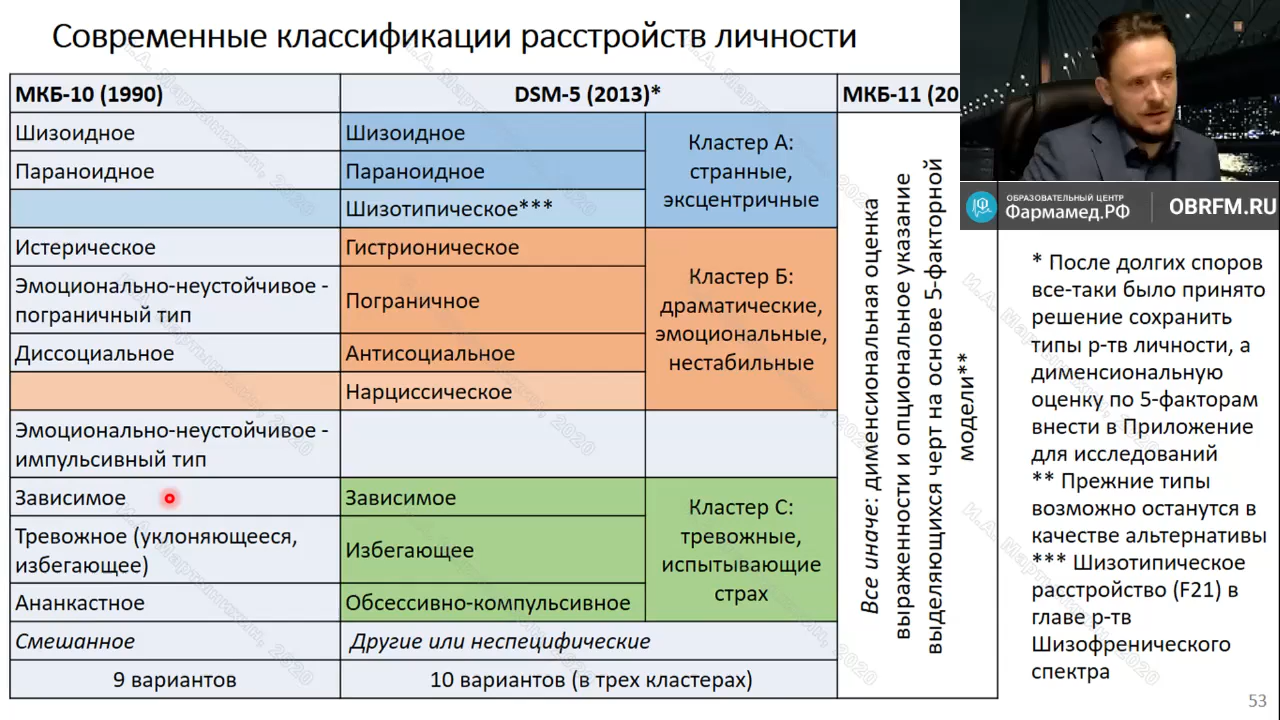 Современные классификации расстройств личности
МКБ-10 (1990)
DSM-5 (2013)*
МКБ-11 (20
Шизоидное
Шизоидное
Кластер А:
странные,
эксцентричные
Параноидное
Параноидное
Шизотипическое***
Истерическое
Гистрионическое
Кластер Б:
драматические,
эмоциональные,
нестабильные
Эмоционально-неустойчивое -
пограничный тип
Пограничное
Диссоциальное
Антисоциальное
Нарциссическое
Эмоционально-неустойчивое -
импульсивный тип
Зависимое
Зависимое
Кластер С:
тревожные,
испытывающие
страх
Тревожное (уклоняющееся,
избегающее)
Избегающее
Ананкастное
Обсессивно-компульсивное
Смешанное
Другие или неспецифические
9 вариантов
10 вариантов (в трех кластерах)
Все иначе: дименсиональная оценка
выраженности и опциональное указание
выделяющихся черт на основе 5-факторной
модели**
ОБРАЗОВАТЕЛЬНЫЙ ЦЕНТР
Фармамед.РФ
OBRFM.RU
* После долгих споров
все-таки было принято
решение сохранить
типы р-тв личности, а
дименсиональную
оценку по 5-факторам
внести в Приложение
для исследований
** Прежние типы
возможно останутся в
качестве альтернативы
*** Шизотипическое
расстройство (F21) в
главе р-тв
Шизофренического
спектра
53